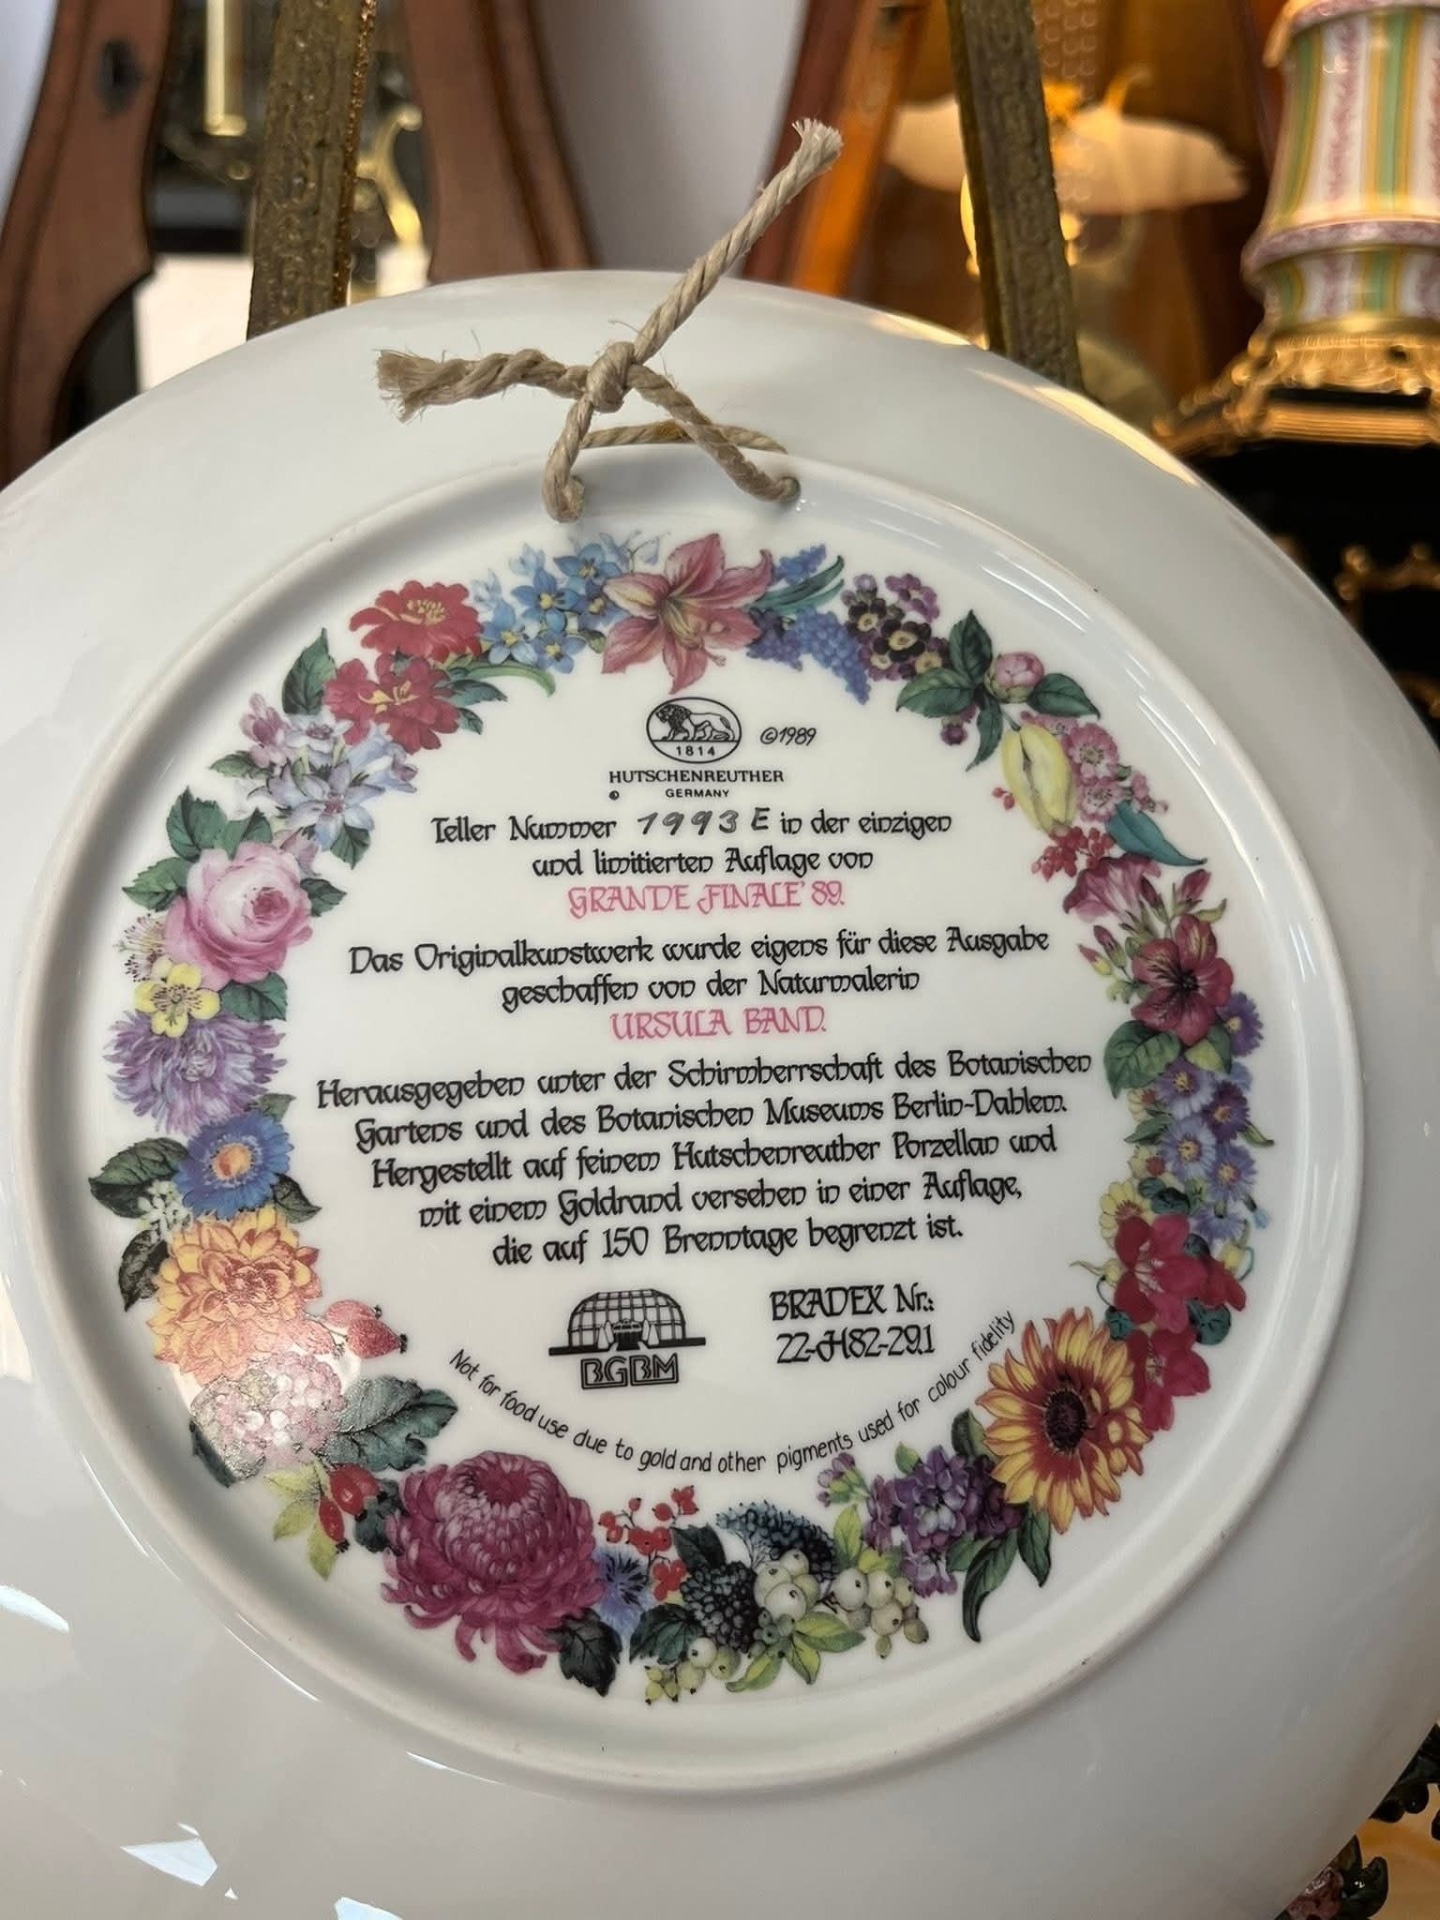 1814
©1989
HUTSCHENREUTHER
GERMANY
Teller Nummer 1993 E in der einzigen
und limitierten Auflage von
GRANDE FINALE '89.
Das Originalkunstwerk wurde eigens für diese Ausgabe
geschaffen von der Naturmalerin
URSULA BAND.
Herausgegeben unter der Schirmherrschaft des Botanischen
Gartens und des Botanischen Museums Berlin-Dahlem.
Hergestellt auf feinem Hutschenreuther Porzellan und
mit einem Goldrand versehen in einer Auflage,
die auf 150 Brenntage begrenzt ist.
BGBM
BRADEX Nr.:
22-H82-29.1
Not for food use due to gold and other pigments used for colour fidelity